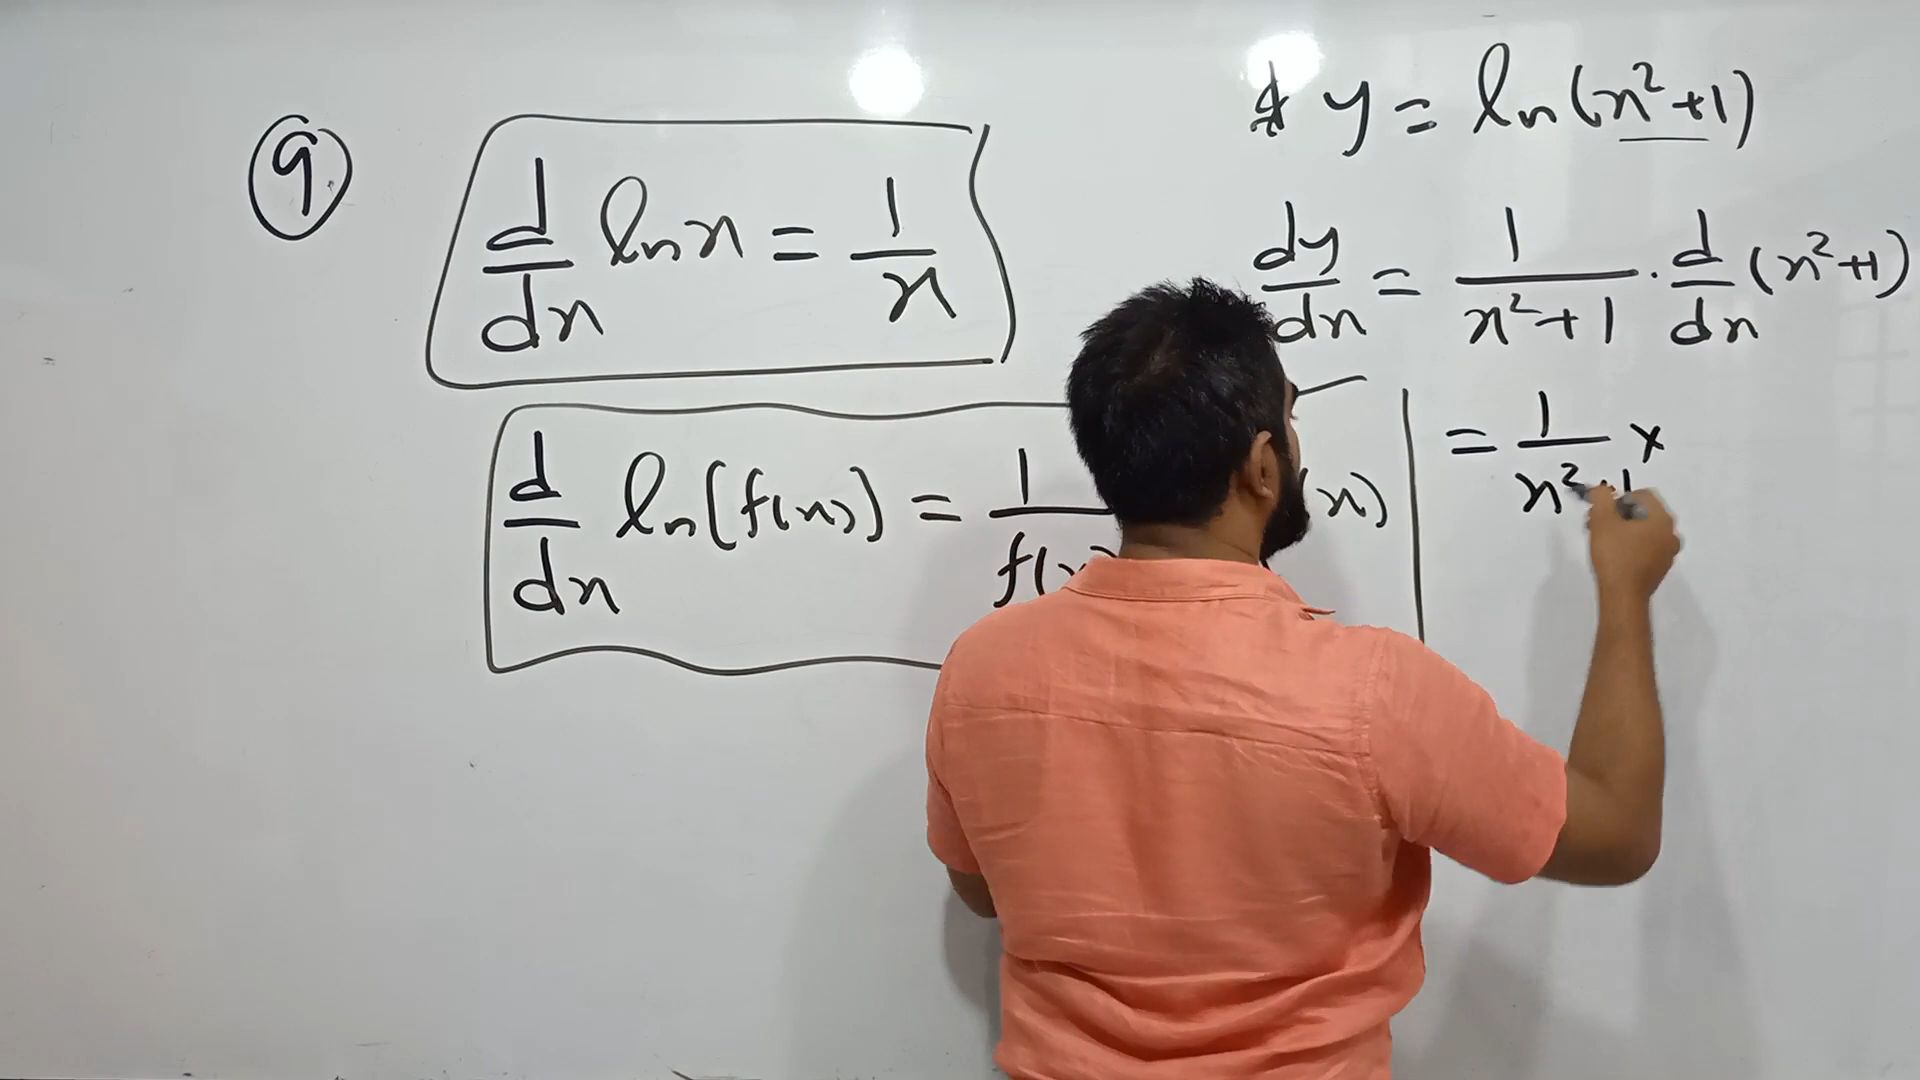 9
d/dx ln x = 1/x
d/dx ln(f(x)) = 1/f(x) (x)
y = ln(x²+1)
dy/dx = 1/x²+1 · d/dx (x²+1)
= 1/x²+1 ×